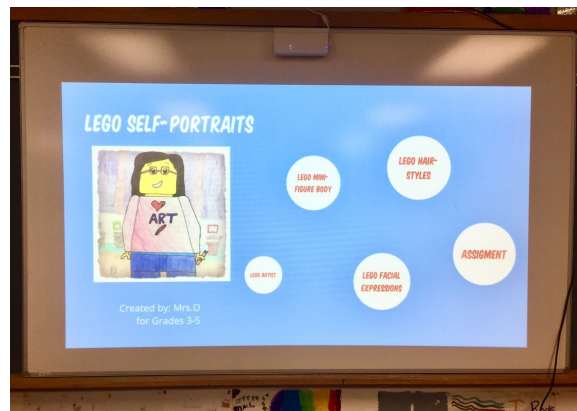 LEGO SELF-PORTRAITS
ART
Created by: Mrs.O
for Grades 3-5
LEGO ARTIST
LEGO MINI-
FIGURE BODY
LEGO HAIR-
STYLES
LEGO FACIAL
EXPRESSIONS
ASSIGMENT